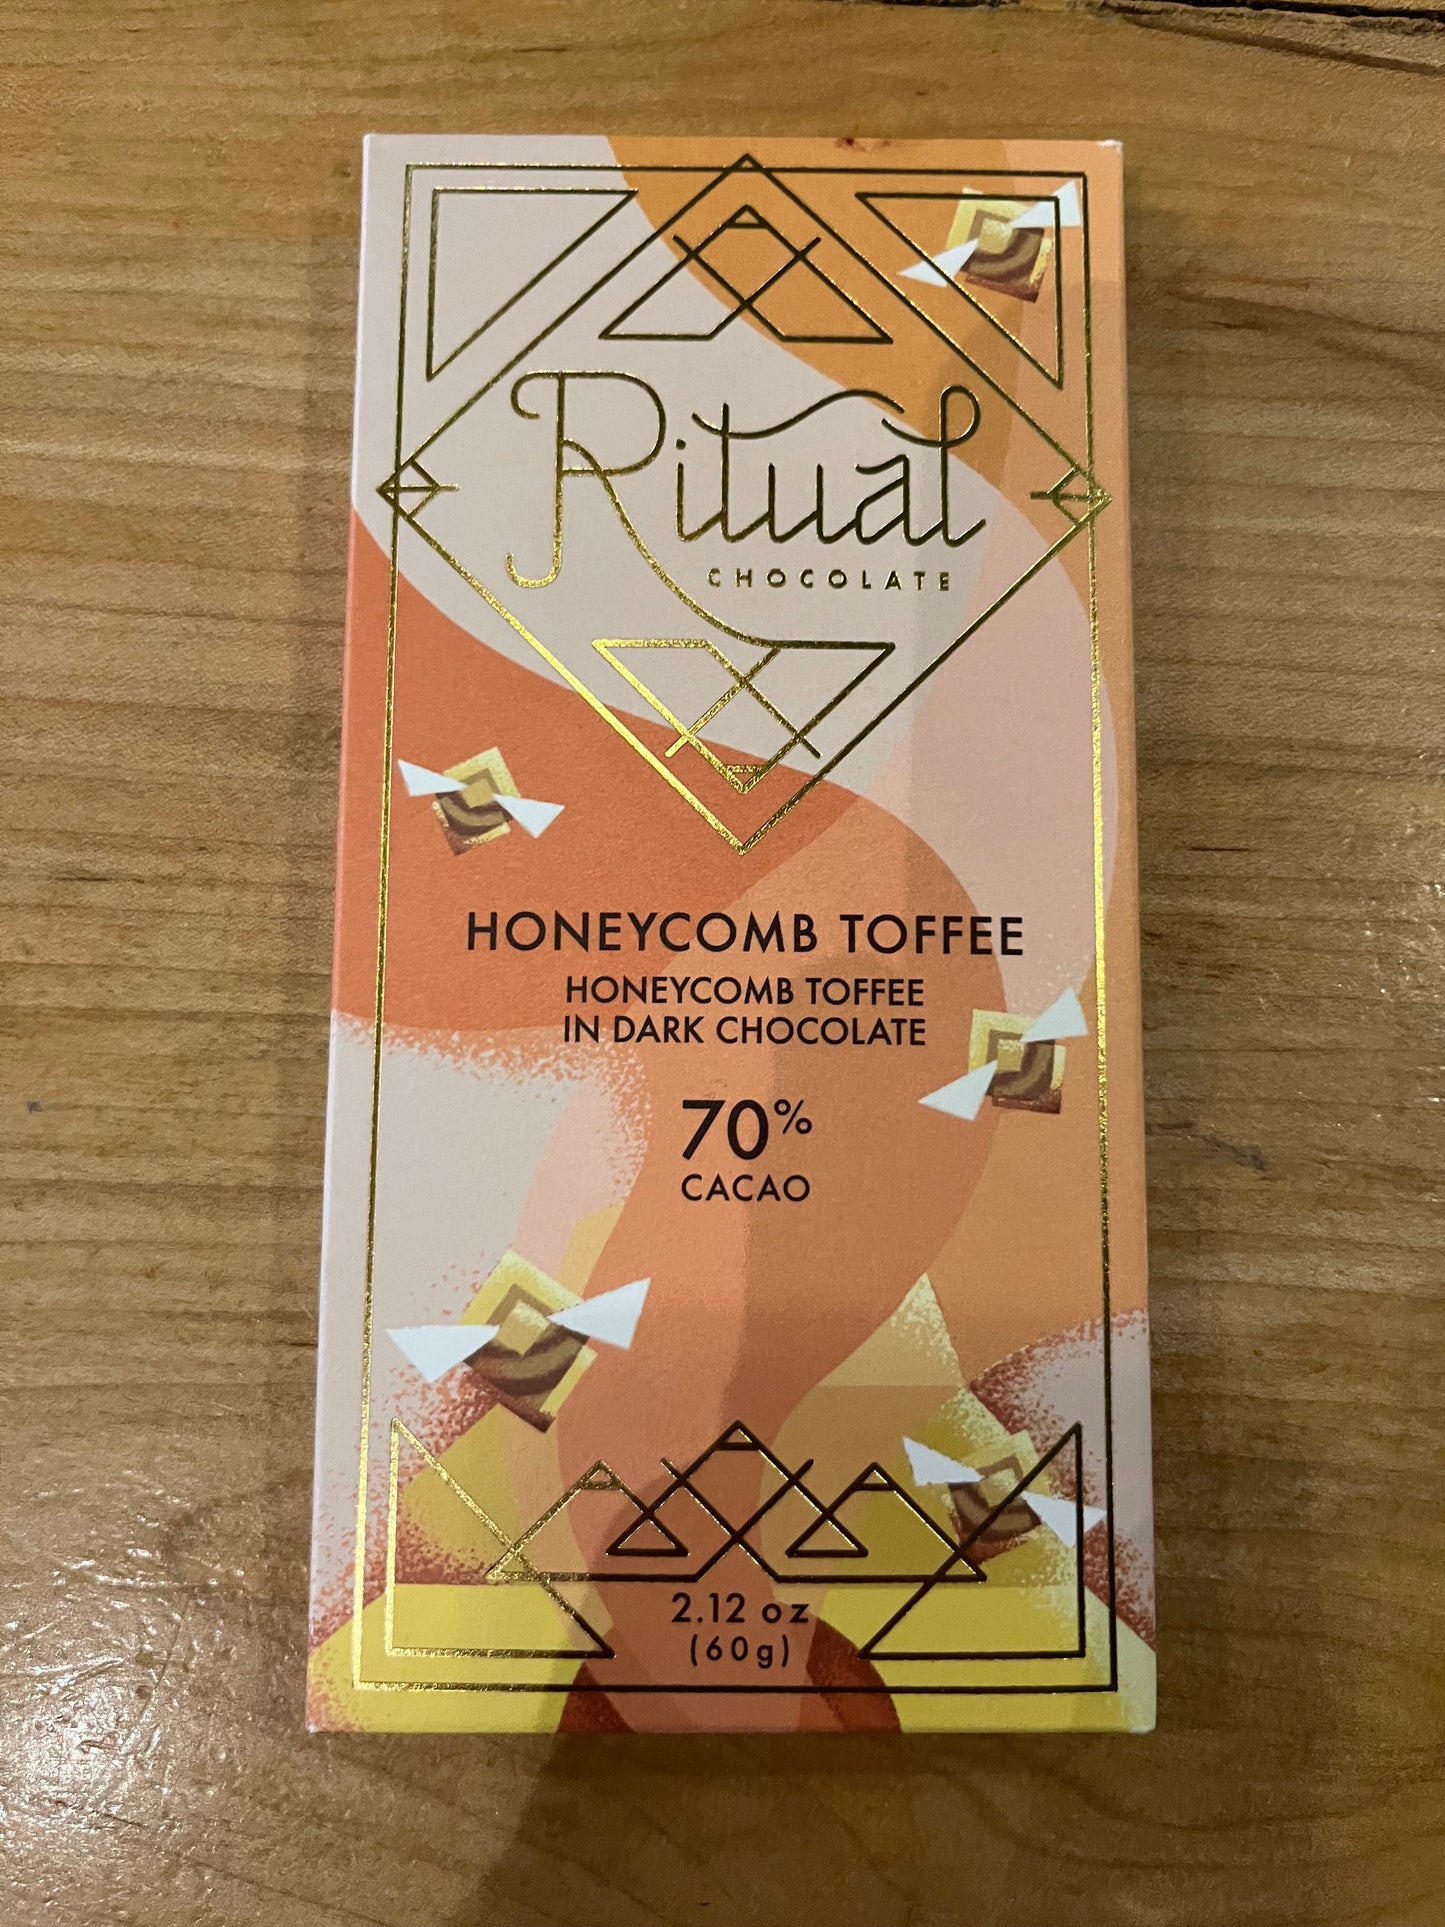 Ritual
CHOCOLATE
HONEYCOMB TOFFEE
HONEYCOMB TOFFEE
IN DARK CHOCOLATE
70%
CACAO
2.12 oz
(60g)